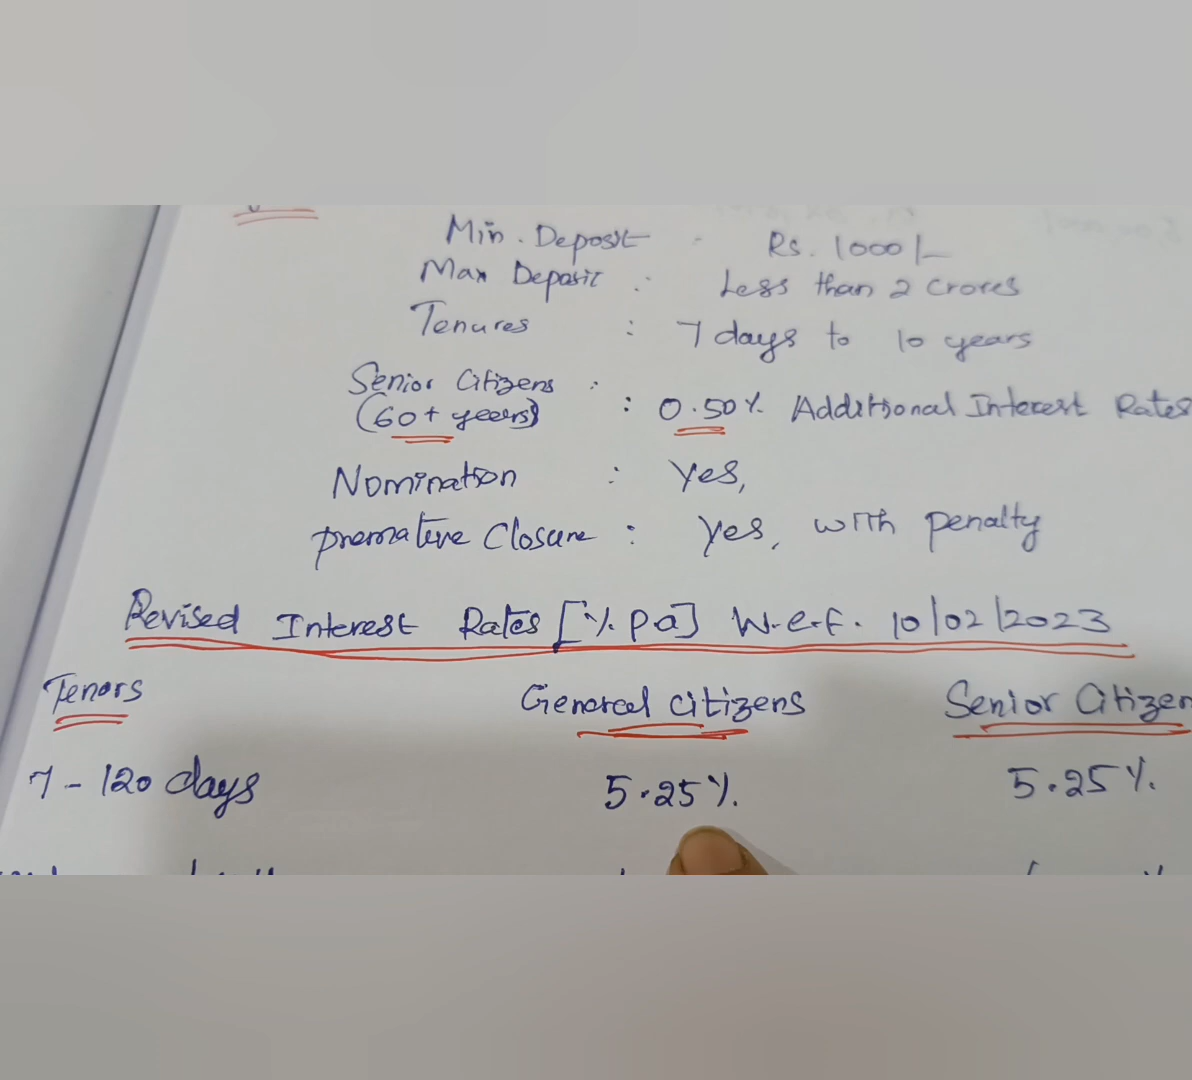 Min. Deposit - Rs. 1000/-
Max Deposit : Less than 2 crores
Tenures : 7 days to 10 years
Senior Citizens :
(60+ years) : 0.50% Additional Interest Rates
Nomination : Yes,
premative Closure : Yes, with penalty
Revised Interest Rates [% pa] W.e.f. 10/02/2023
Tenors General Citizens Senior Citizen
7-120 days 5.25% 5.25%